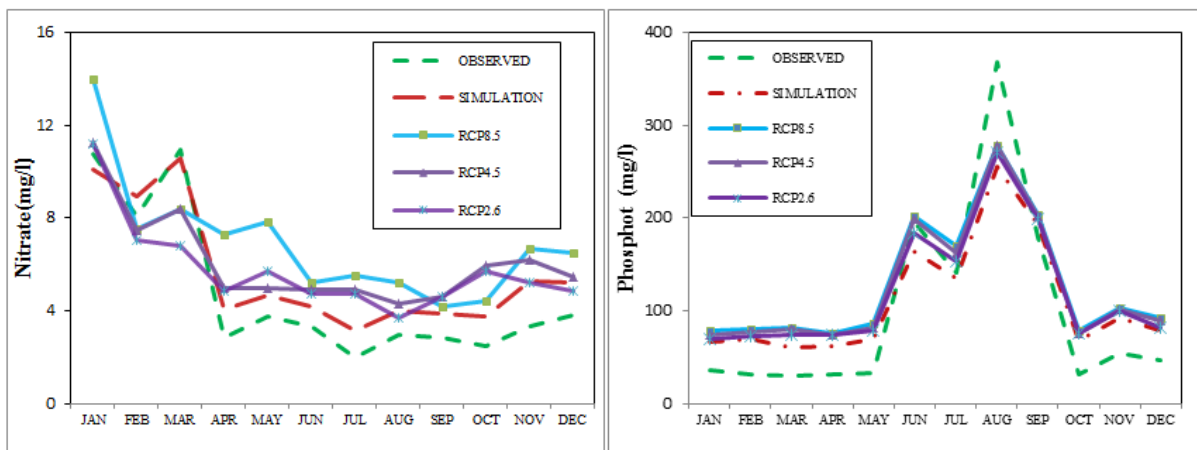 16
12
8
4
0
Nitrate(mg/l)
OBSERVED
SIMULATION
RCP8.5
RCP4.5
RCP2.6
JAN FEB MAR APR MAY JUN JUL AUG SEP OCT NOV DEC
400
300
200
100
0
Phosphot (mg/l)
OBSERVED
SIMULATION
RCP8.5
RCP4.5
RCP2.6
JAN FEB MAR APR MAY JUN JUL AUG SEP OCT NOV DEC